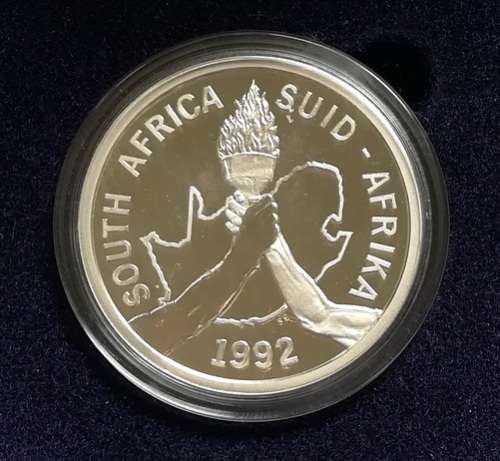 SOUTH AFRICA SUID - AFRIKA
1992